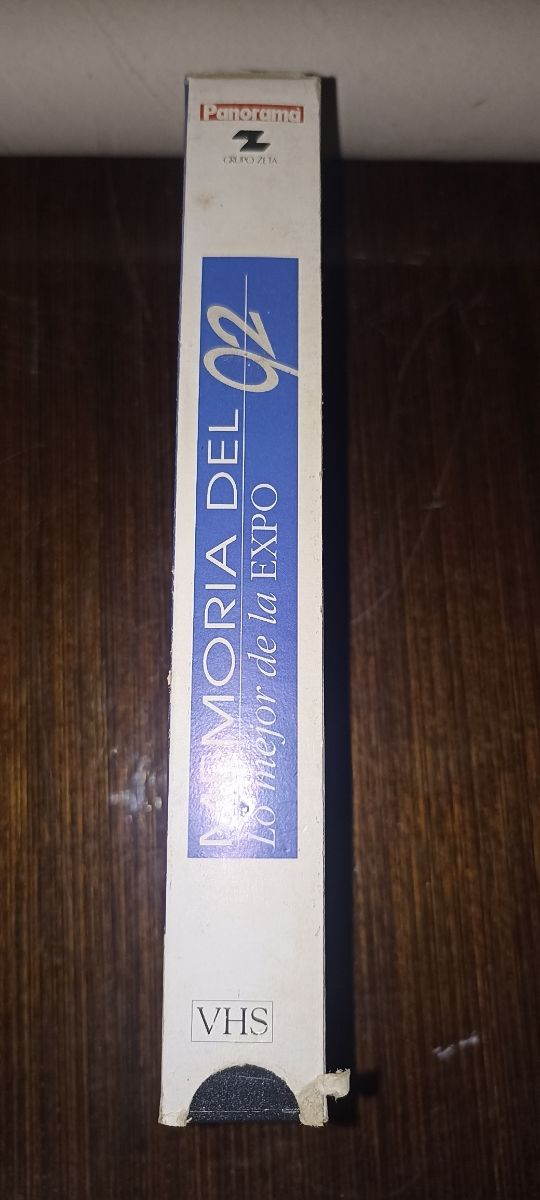 Panorama
GRUPO ZETA
MEMORIA DEL 92
Lo mejor de la EXPO
VHS